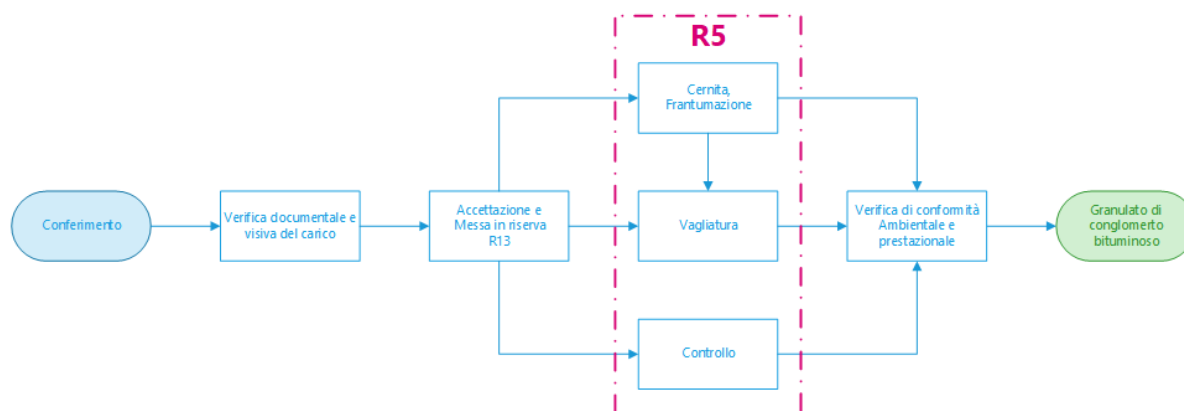 R5
Cernita,
Frantumazione
Conferimento
Verifica documentale e
visiva del carico
Accettazione e
Messa in riserva
R13
Vagliatura
Verifica di conformità
Ambientale e
prestazionale
Granulato di
conglomerto
bituminoso
Controllo